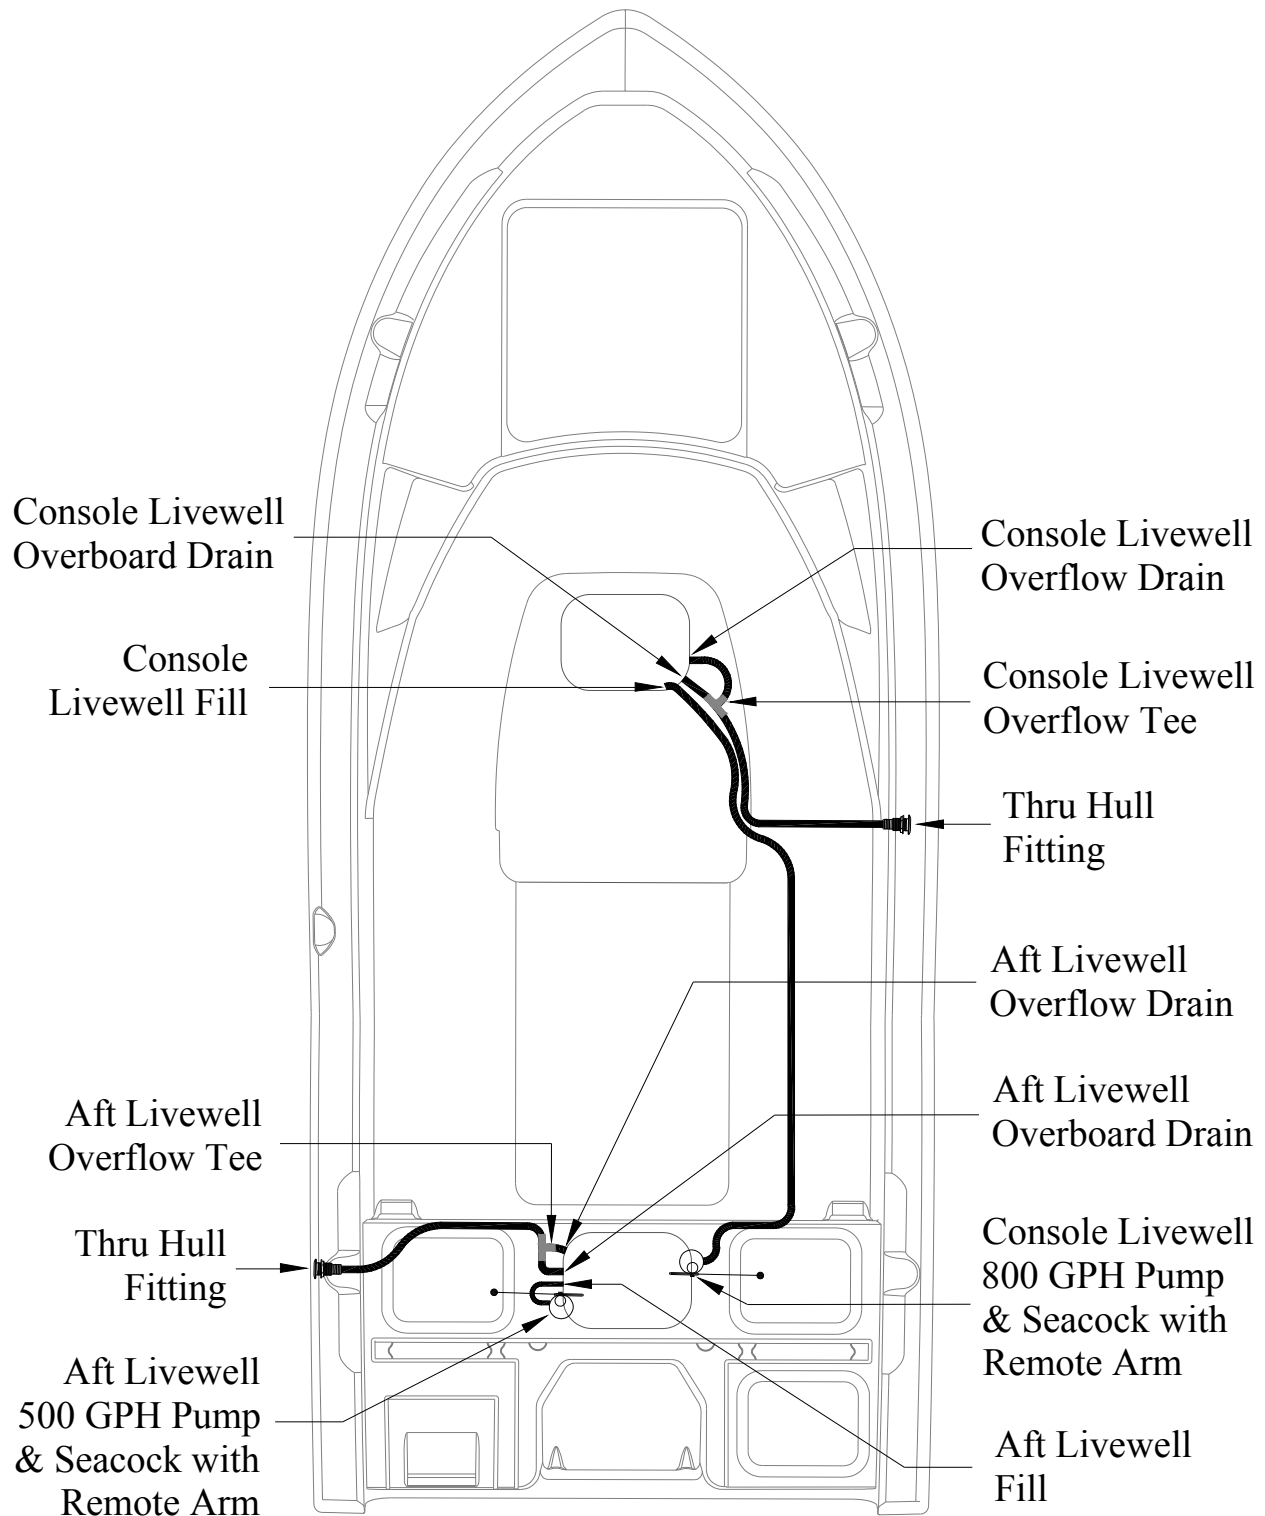 Console Livewell
Overboard Drain
Console Livewell
Overflow Drain
Console
Livewell Fill
Console Livewell
Overflow Tee
Thru Hull
Fitting
Aft Livewell
Overflow Drain
Aft Livewell
Overboard Drain
Aft Livewell
Overflow Tee
Thru Hull
Fitting
Console Livewell
800 GPH Pump
& Seacock with
Remote Arm
Aft Livewell
500 GPH Pump
& Seacock with
Remote Arm
Aft Livewell
Fill